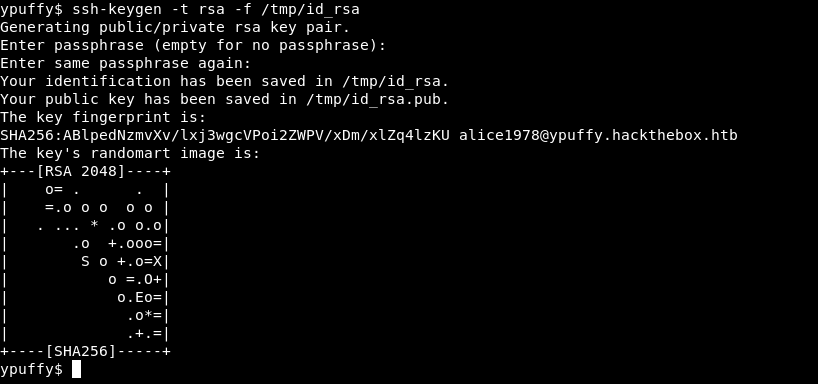 ypuffy$ ssh-keygen -t rsa -f /tmp/id_rsa
Generating public/private rsa key pair.
Enter passphrase (empty for no passphrase):
Enter same passphrase again:
Your identification has been saved in /tmp/id_rsa.
Your public key has been saved in /tmp/id_rsa.pub.
The key fingerprint is:
SHA256:ABlpedNzmvXv/lxj3wgcVPoi2ZWPV/xDm/xlZq4lzKU alice1978@ypuffy.hackthebox.htb
The key's randomart image is:
+---[RSA 2048]----+
|    o= .      .  |
|    =.o o o  o o |
|   . ... * .o o.o|
|       .o  +.ooo=|
|        S o +.o=X|
|           o =.O+|
|            o.Eo=|
|             .o*=|
|             .+.=|
+----[SHA256]-----+
ypuffy$